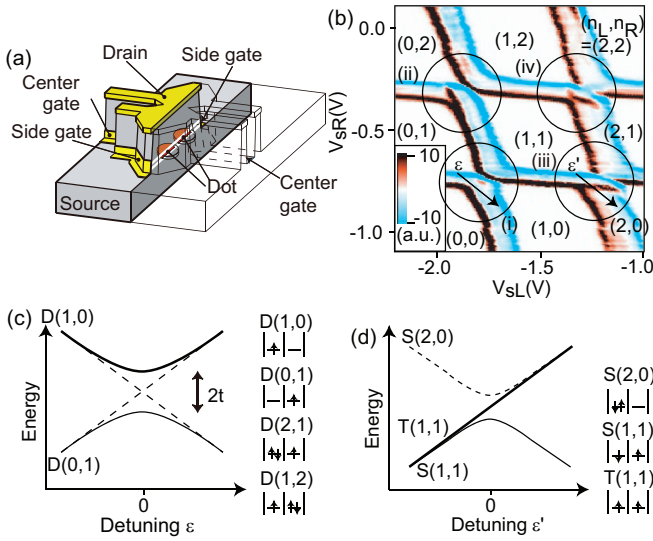 (a)
Drain
Side gate
Center
gate
Side gate
Dot
Source
Center
gate
(b)
0.0
-0.5
-1.0
VsR(V)
(0,2)
(1,2)
(nL,nR)
=(2,2)
(ii)
(iv)
(0,1)
(1,1)
(2,1)
(iii)
ε
ε'
10
-10
(a.u.)
(i)
(0,0)
(1,0)
(2,0)
-2.0
-1.5
-1.0
VsL(V)
(c)
D(1,0)
D(0,1)
2t
Energy
0
Detuning ε
D(1,0)
D(0,1)
D(2,1)
D(1,2)
(d)
S(2,0)
T(1,1)
S(1,1)
Energy
0
Detuning ε'
S(2,0)
S(1,1)
T(1,1)